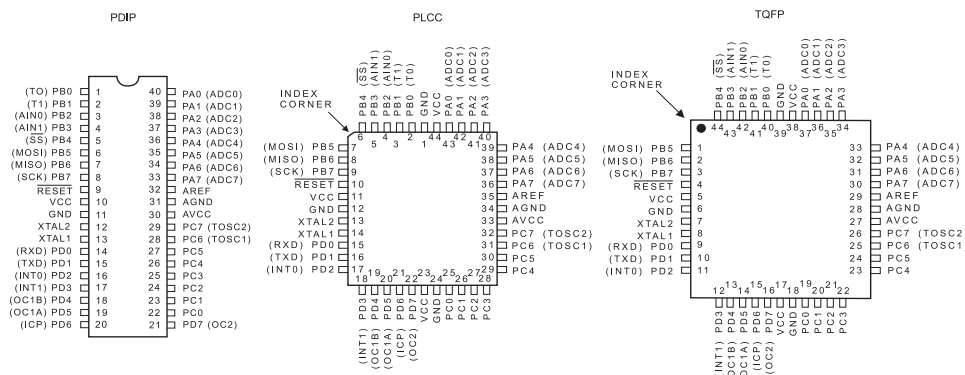 PDIP
(TO) PB0 1 40 PA0 (ADC0)
(T1) PB1 2 39 PA1 (ADC1)
(AIN0) PB2 3 38 PA2 (ADC2)
(AIN1) PB3 4 37 PA3 (ADC3)
(SS) PB4 5 36 PA4 (ADC4)
(MOSI) PB5 6 35 PA5 (ADC5)
(MISO) PB6 7 34 PA6 (ADC6)
(SCK) PB7 8 33 PA7 (ADC7)
RESET 9 32 AREF
VCC 10 31 AGND
GND 11 30 AVCC
XTAL2 12 29 PC7 (TOSC2)
XTAL1 13 28 PC6 (TOSC1)
(RXD) PD0 14 27 PC5
(TXD) PD1 15 26 PC4
(INT0) PD2 16 25 PC3
(INT1) PD3 17 24 PC2
(OC1B) PD4 18 23 PC1
(OC1A) PD5 19 22 PC0
(ICP) PD6 20 21 PD7 (OC2)
PLCC
INDEX
CORNER
PB4 (SS)
PB3 (AIN1)
PB2 (AIN0)
PB1 (T1)
PB0 (T0)
GND
VCC
PA0 (ADC0)
PA1 (ADC1)
PA2 (ADC2)
PA3 (ADC3)
6 5 4 3 2 1 44 43 42 41 40
(MOSI) PB5 7 39 PA4 (ADC4)
(MISO) PB6 8 38 PA5 (ADC5)
(SCK) PB7 9 37 PA6 (ADC6)
RESET 10 36 PA7 (ADC7)
VCC 11 35 AREF
GND 12 34 AGND
XTAL2 13 33 AVCC
XTAL1 14 32 PC7 (TOSC2)
(RXD) PD0 15 31 PC6 (TOSC1)
(TXD) PD1 16 30 PC5
(INT0) PD2 17 29 PC4
18 19 20 21 22 23 24 25 26 27 28
(INT1) PD3
(OC1B) PD4
(OC1A) PD5
(ICP) PD6
(OC2) PD7
VCC
GND
PC0
PC1
PC2
PC3
TQFP
INDEX
CORNER
PB4 (SS)
PB3 (AIN1)
PB2 (AIN0)
PB1 (T1)
PB0 (T0)
GND
VCC
PA0 (ADC0)
PA1 (ADC1)
PA2 (ADC2)
PA3 (ADC3)
44 43 42 41 40 39 38 37 36 35 34
(MOSI) PB5 1 33 PA4 (ADC4)
(MISO) PB6 2 32 PA5 (ADC5)
(SCK) PB7 3 31 PA6 (ADC6)
RESET 4 30 PA7 (ADC7)
VCC 5 29 AREF
GND 6 28 AGND
XTAL2 7 27 AVCC
XTAL1 8 26 PC7 (TOSC2)
(RXD) PD0 9 25 PC6 (TOSC1
(TXD) PD1 10 24 PC5
(INT0) PD2 11 23 PC4
12 13 14 15 16 17 18 19 20 21 22
INT1) PD3
OC1B) PD4
OC1A) PD5
(ICP) PD6
(OC2) PD7
VCC
GND
PC0
PC1
PC2
PC3